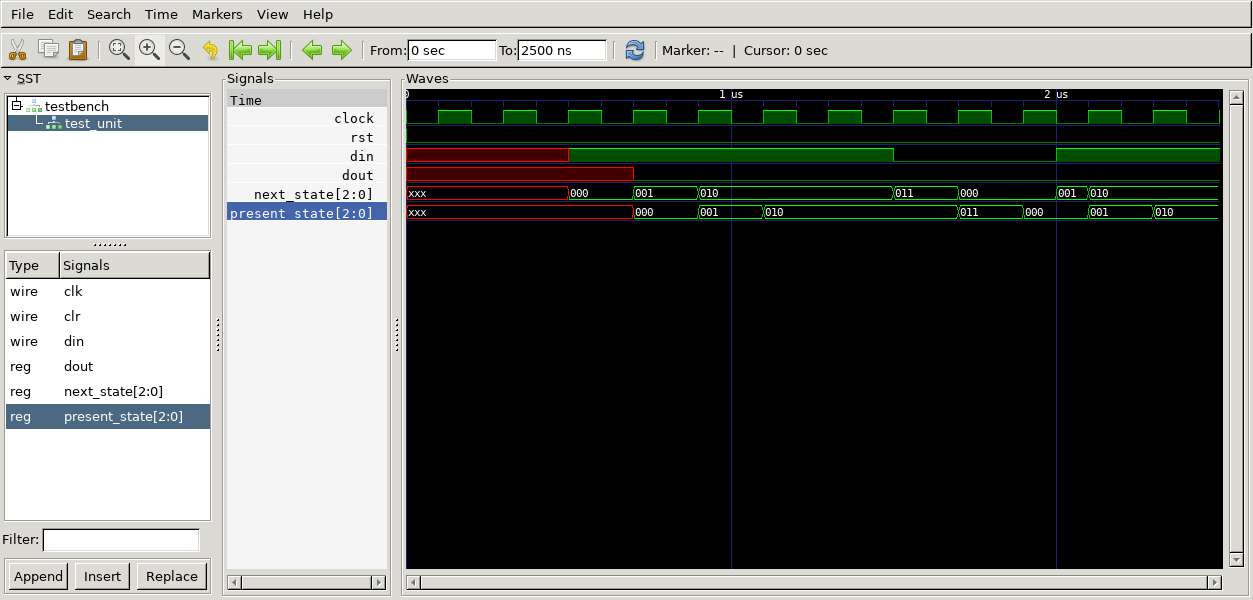 File Edit Search Time Markers View Help
From: 0 sec To: 2500 ns Marker: -- | Cursor: 0 sec
SST
testbench
test_unit
Type Signals
wire clk
wire clr
wire din
reg dout
reg next_state[2:0]
reg present_state[2:0]
Filter:
Append Insert Replace
Signals
Time
clock
rst
din
dout
next_state[2:0]
present_state[2:0]
Waves
0 1 us 2 us
xxx 000 001 010 011 000 001 010
xxx 000 001 010 011 000 001 010